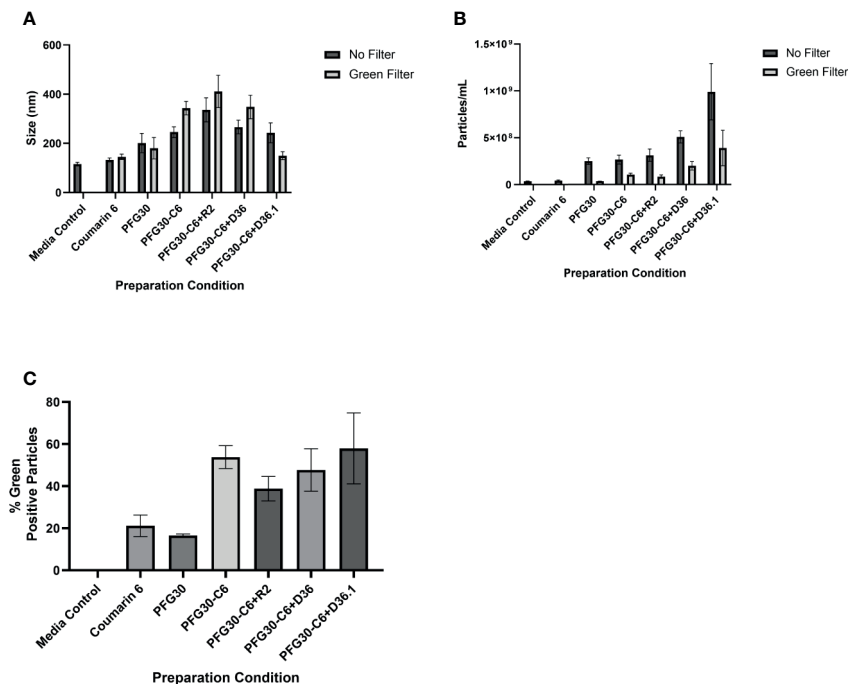 A
600
400
200
0
Size (nm)
No Filter
Green Filter
Media Control
Coumarin 6
PFG30
PFG30-C6
PFG30-C6+R2
PFG30-C6+D36
PFG30-C6+D36.1
Preparation Condition
B
1.5×10⁹
1×10⁹
5×10⁸
0
Particles/mL
No Filter
Green Filter
Media Control
Coumarin 6
PFG30
PFG30-C6
PFG30-C6+R2
PFG30-C6+D36
PFG30-C6+D36.1
Preparation Condition
C
80
60
40
20
0
% Green
Positive Particles
Media Control
Coumarin 6
PFG30
PFG30-C6
PFG30-C6+R2
PFG30-C6+D36
PFG30-C6+D36.1
Preparation Condition